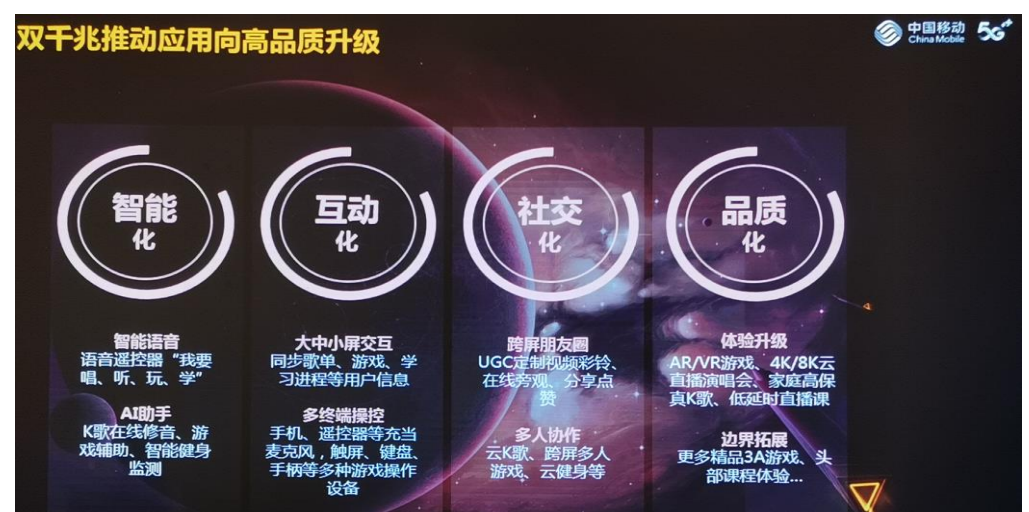 双千兆推动应用向高品质升级
中国移动
China Mobile
5G++
智能
化
智能语音
语音遥控器“我要
唱、听、玩、学”
AI助手
K歌在线修音、游
戏辅助、智能健身
监测
互动
化
大中小屏交互
同步歌单、游戏、学
习进程等用户信息
多终端操控
手机、遥控器等充当
麦克风，触屏、键盘、
手柄等多种游戏操作
设备
社交
化
跨屏朋友圈
UGC定制视频彩铃、
在线旁观、分享点
赞
多人协作
云K歌、跨屏多人
游戏、云健身等
品质
化
体验升级
AR/VR游戏、4K/8K云
直播演唱会、家庭高保
真K歌、低延时直播课
边界拓展
更多精品3A游戏、头
部课程体验...